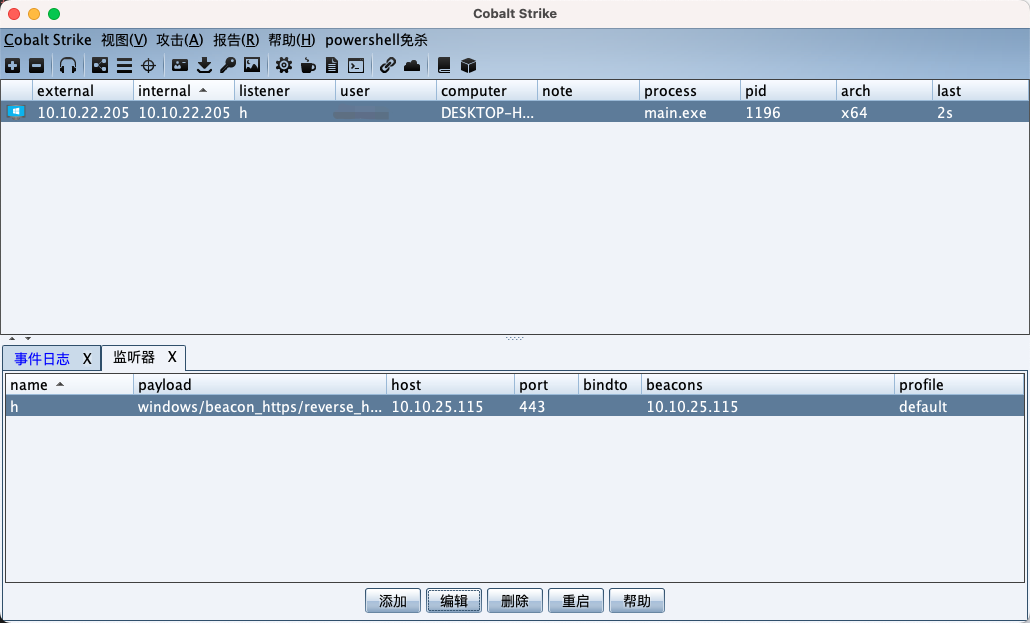 Cobalt Strike
Cobalt Strike 视图(V) 攻击(A) 报告(R) 帮助(H) powershell免杀
external internal listener user computer note process pid arch last
10.10.22.205 10.10.22.205 h DESKTOP-H... main.exe 1196 x64 2s
事件日志 X 监听器 X
name payload host port bindto beacons profile
h windows/beacon_https/reverse_h... 10.10.25.115 443 10.10.25.115 default
添加 编辑 删除 重启 帮助